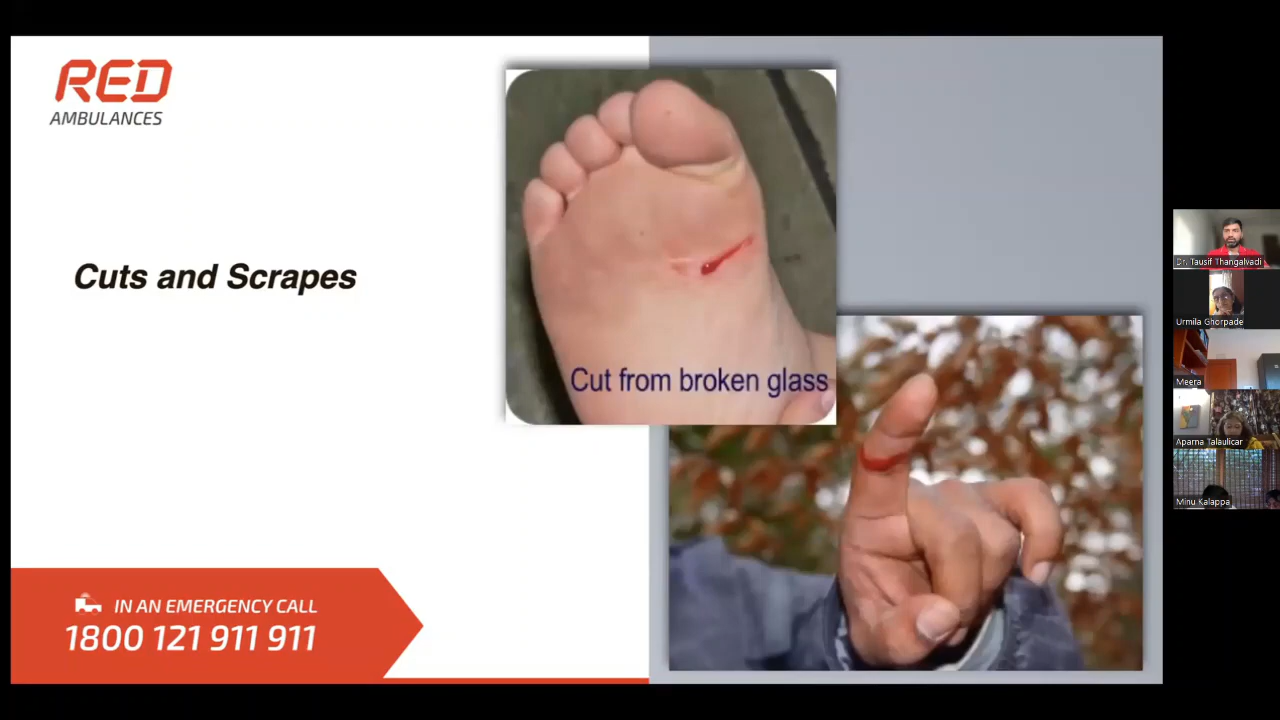 RED
AMBULANCES
Cuts and Scrapes
Cut from broken glass
IN AN EMERGENCY CALL
1800 121 911 911
Dr. Tausif Thangalvadi
Urmila Ghorpade
Meera
Aparna Talaulicar
Minu Kalappa